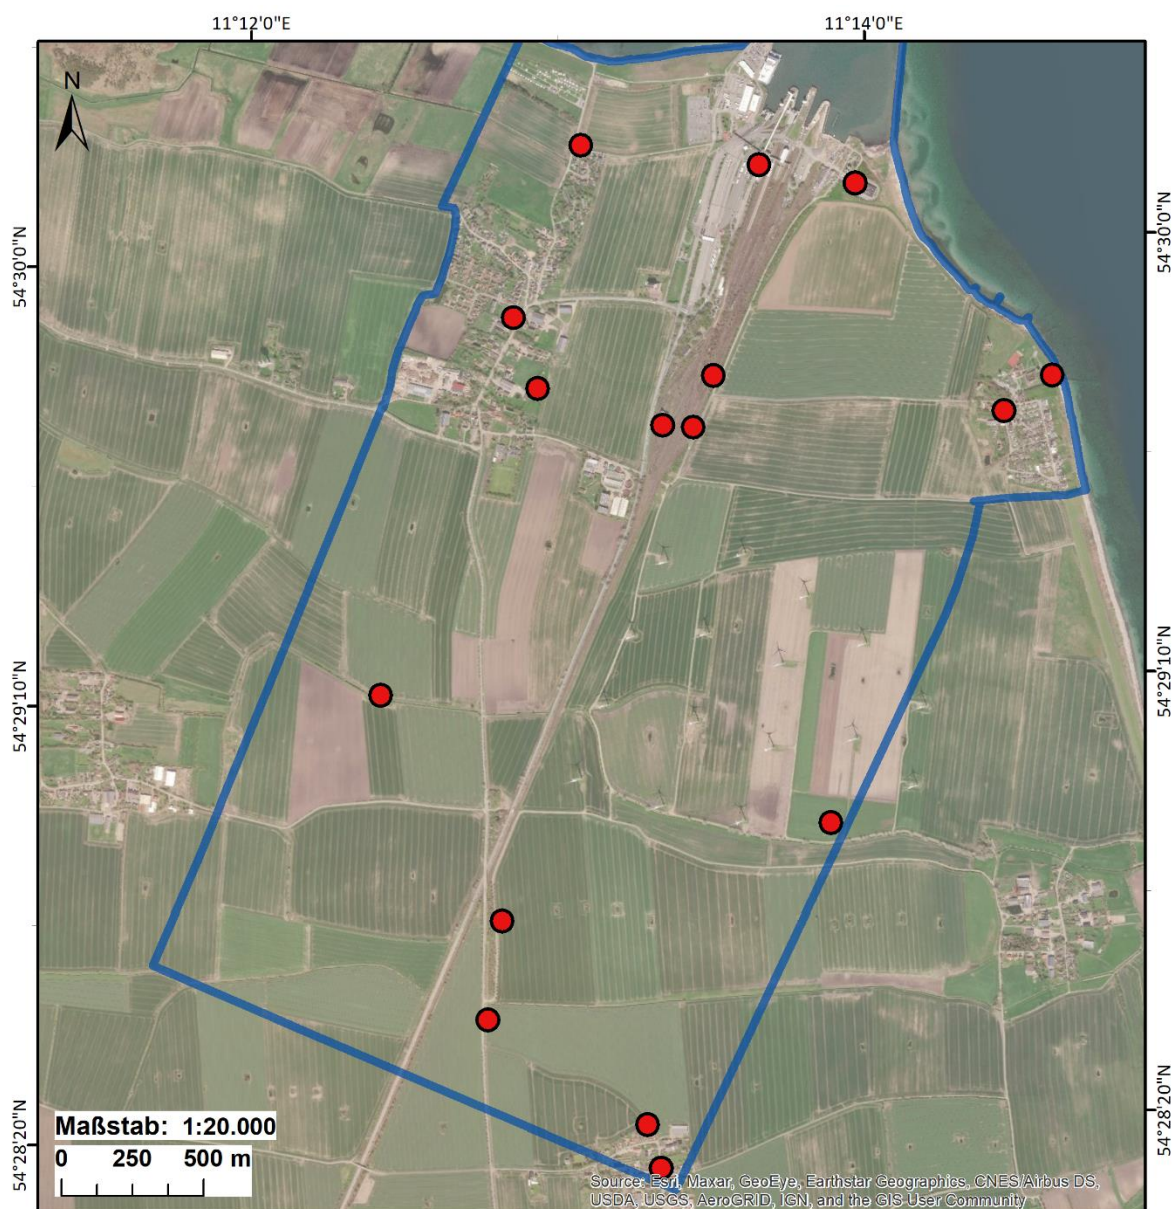 11°12'0"E 11°14'0"E
N
54°30'0"N 54°30'0"N
54°29'10"N 54°29'10"N
54°28'20"N 54°28'20"N
Maßstab: 1:20.000
0 250 500 m
Source: Esri, Maxar, GeoEye, Earthstar Geographics, CNES/Airbus DS,
USDA, USGS, AeroGRID, IGN, and the GIS User Community